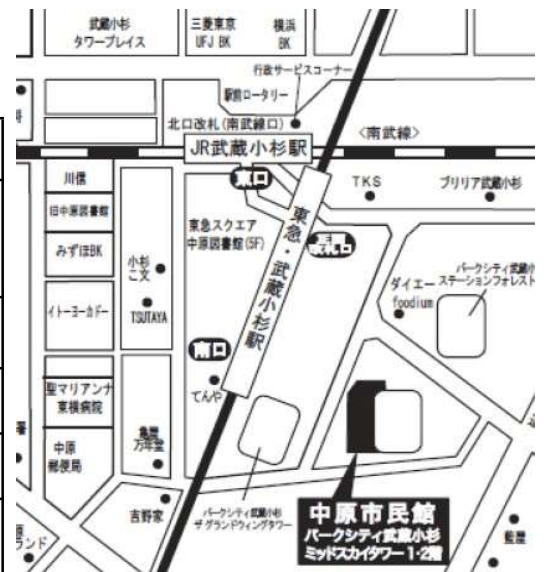 武蔵小杉
タワープレイス
三菱東京
UFJ BK
横浜
BK
行政サービスコーナー
駅前ロータリー
北口改札(南武線口)
<南武線>
JR武蔵小杉駅
東口
川信
旧中原図書館
みずほBK
イトーヨーカドー
聖マリアンナ
東横病院
中原
郵便局
小杉
こ文
TSUTAYA
亀屋
万年堂
吉野家
東急スクエア
中原図書館(5F)
東急・武蔵小杉駅
南口
てんや
TKS
ブリリア武蔵小杉
ダイエー
foodium
パークシティ武蔵小
ステーションフォレスト
パークシティ武蔵小杉
ザ グランドウィングタワー
中原市民館
パークシティ武蔵小杉
ミッドスカイタワー1・2階
藍屋
ランド